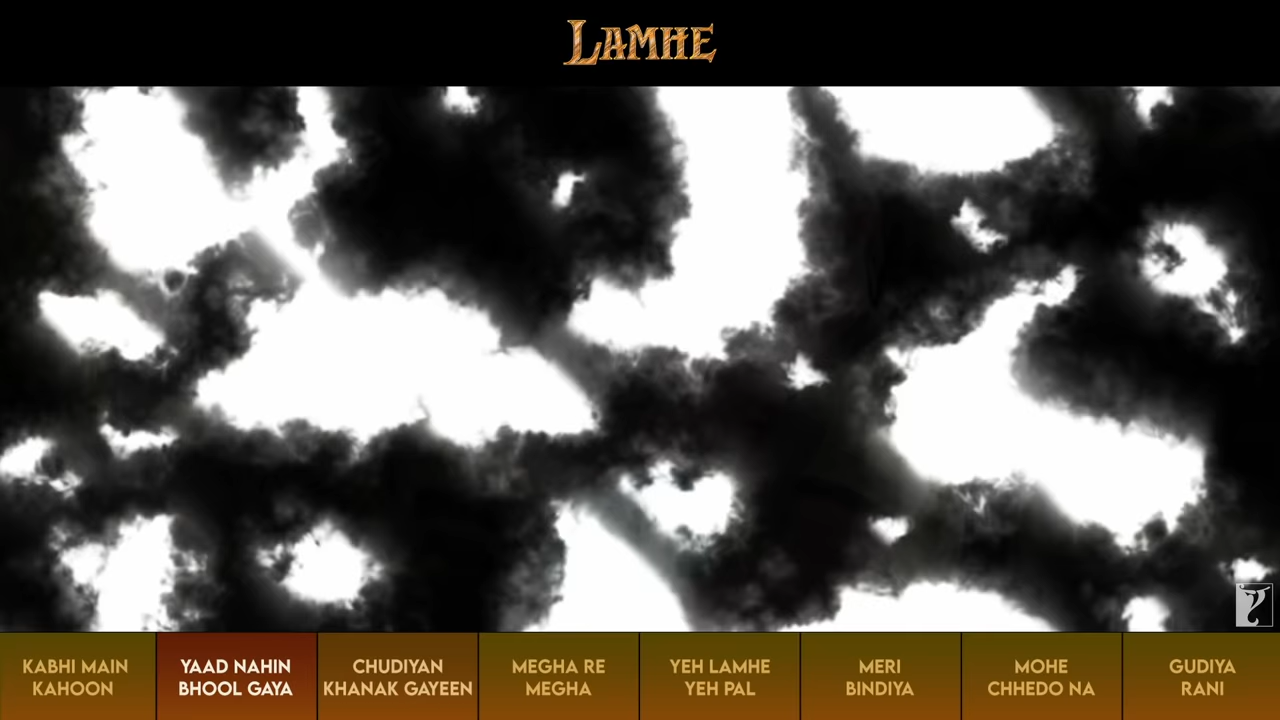 LAMHE
KABHI MAIN
KAHOON
YAAD NAHIN
BHOOL GAYA
CHUDIYAN
KHANAK GAYEEN
MEGHA RE
MEGHA
YEH LAMHE
YEH PAL
MERI
BINDIYA
MOHE
CHHEDO NA
GUDIYA
RANI